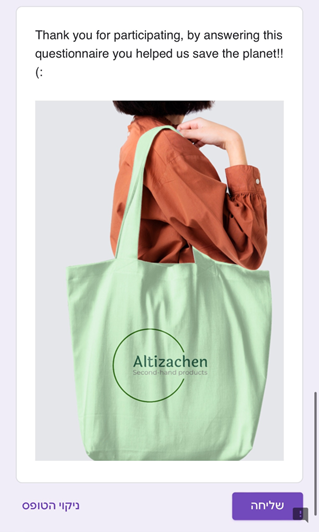 Thank you for participating, by answering this
questionnaire you helped us save the planet!!
(:
Altizachen
Second-hand products
שליחה
ניקוי הטופס